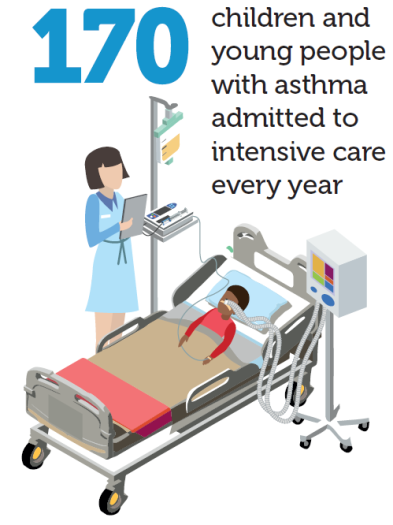 170
children and
young people
with asthma
admitted to
intensive care
every year